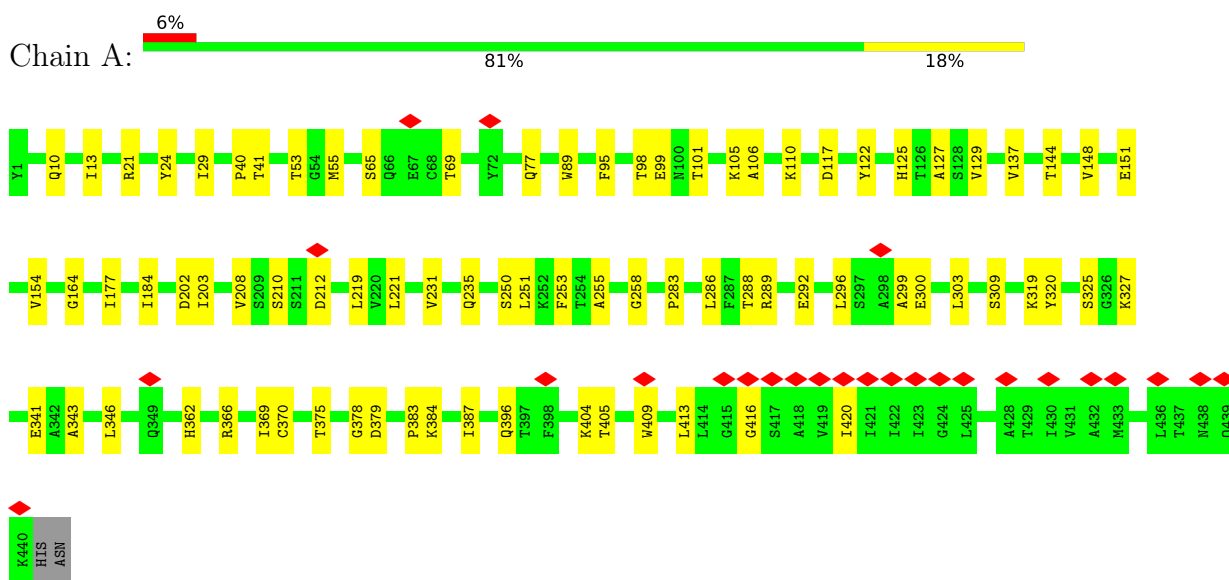 6%
Chain A:
81% 18%
Y1 Q10 I13 R21 Y24 I29 P40 T41 T53 G54 M55 S65 Q66 E67 C68 T69 Y72 Q77 W89 F95 T98 E99 N100 T101 K105 A106 K110 D117 Y122 H125 T126 A127 S128 V129 V137 T144 V148 E151
V154 G164 I177 I184 D202 I203 V208 S209 S210 S211 D212 L219 V220 L221 V231 Q235 S250 L251 K252 F253 T254 A255 G258 P283 L286 F287 T288 R289 E292 L296 S297 A298 A299 E300 L303 S309 K319 Y320 S325 G326 K327
E341 A342 A343 L346 Q349 H362 R366 I369 C370 T375 G378 D379 P383 K384 I387 Q396 T397 F398 K404 T405 W409 L413 L414 G415 G416 S417 A418 V419 I420 I421 I422 I423 G424 L425 A428 T429 I430 V431 A432 M433 L436 T437 N438 Q439
K440 HIS ASN